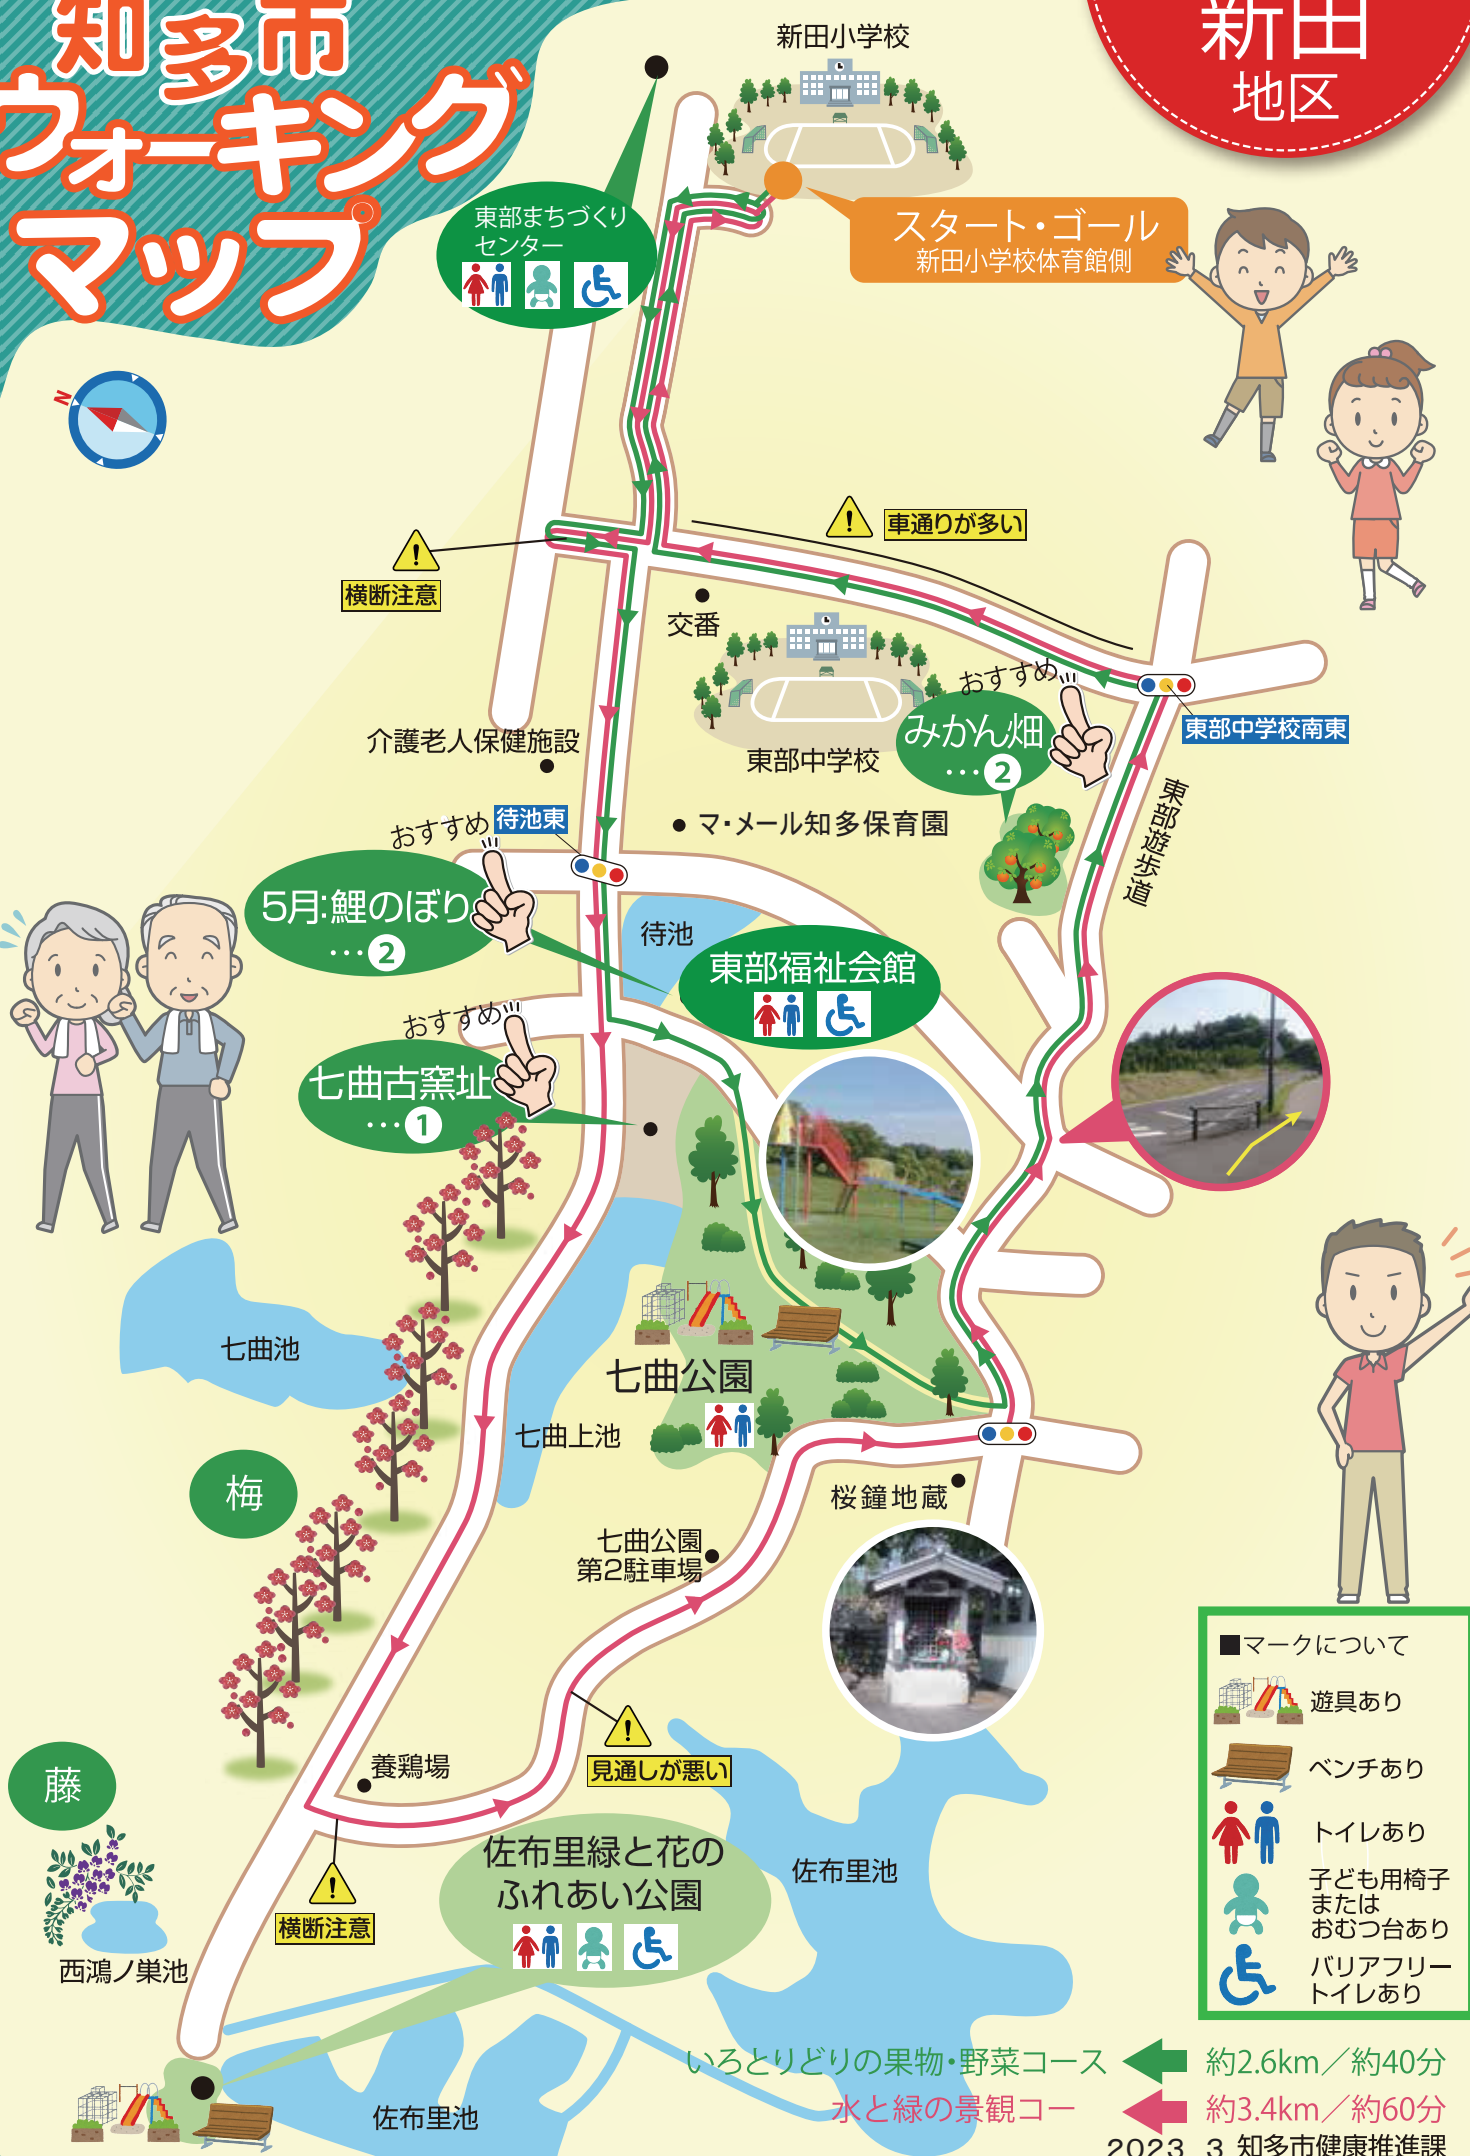 知多市
ウォーキング
マップ
新田
地区
新田小学校
東部まちづくり
センター
スタート・ゴール
新田小学校体育館側
N
車通りが多い
横断注意
交番
おすすめ
みかん畑
…2
東部中学校南東
東部中学校
介護老人保健施設
東部遊歩道
マ・メール知多保育園
おすすめ
待池東
5月:鯉のぼり
…2
待池
東部福祉会館
おすすめ
七曲古窯址
…1
七曲池
七曲公園
七曲上池
梅
桜鐘地蔵
七曲公園
第2駐車場
見通しが悪い
養鶏場
藤
西鴻ノ巣池
横断注意
佐布里緑と花の
ふれあい公園
佐布里池
佐布里池
■マークについて
遊具あり
ベンチあり
トイレあり
子ども用椅子
または
おむつ台あり
バリアフリー
トイレあり
いろとりどりの果物・野菜コース 約2.6km／約40分
水と緑の景観コー 約3.4km／約60分
2023 3 知多市健康推進課